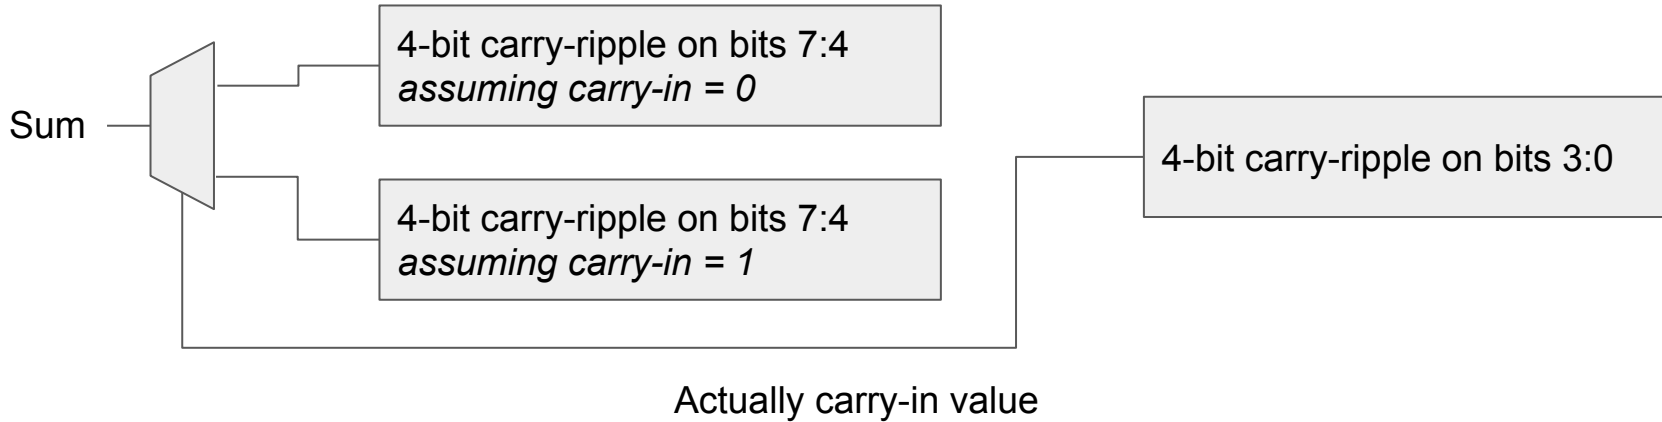 4-bit carry-ripple on bits 7:4
assuming carry-in = 0
Sum
4-bit carry-ripple on bits 7:4
assuming carry-in = 1
4-bit carry-ripple on bits 3:0
Actually carry-in value